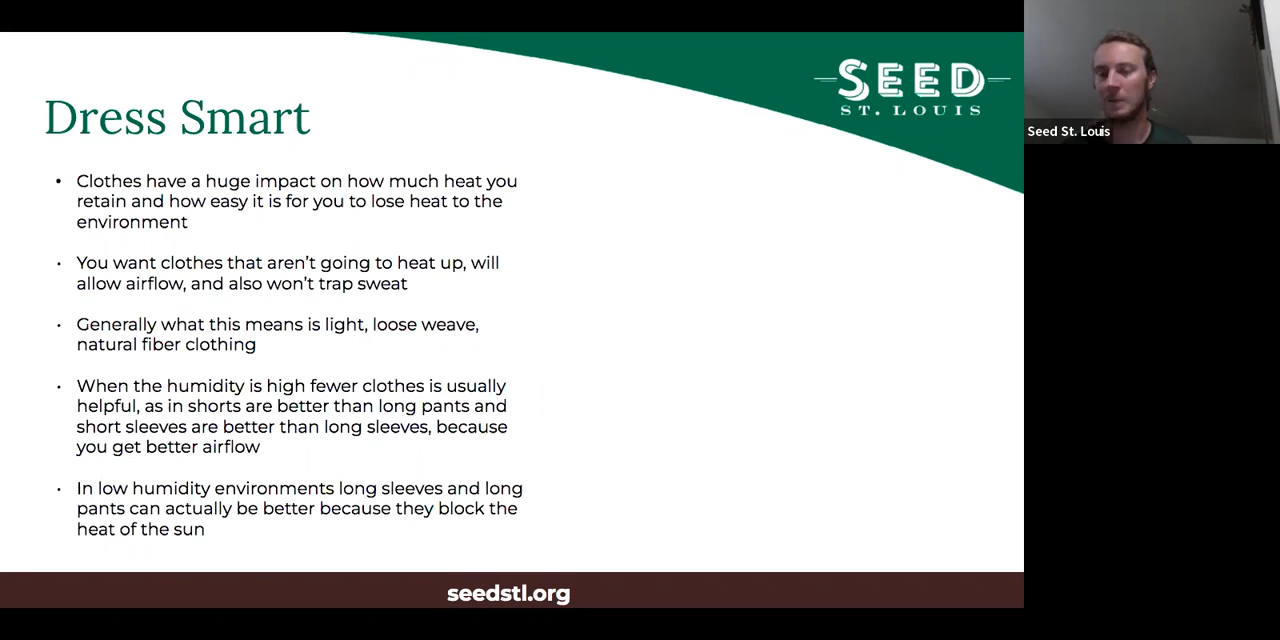 SEED
ST. LOUIS
Dress Smart
• Clothes have a huge impact on how much heat you
retain and how easy it is for you to lose heat to the
environment
• You want clothes that aren’t going to heat up, will
allow airflow, and also won’t trap sweat
• Generally what this means is light, loose weave,
natural fiber clothing
• When the humidity is high fewer clothes is usually
helpful, as in shorts are better than long pants and
short sleeves are better than long sleeves, because
you get better airflow
• In low humidity environments long sleeves and long
pants can actually be better because they block the
heat of the sun
seedstl.org
Seed St. Louis